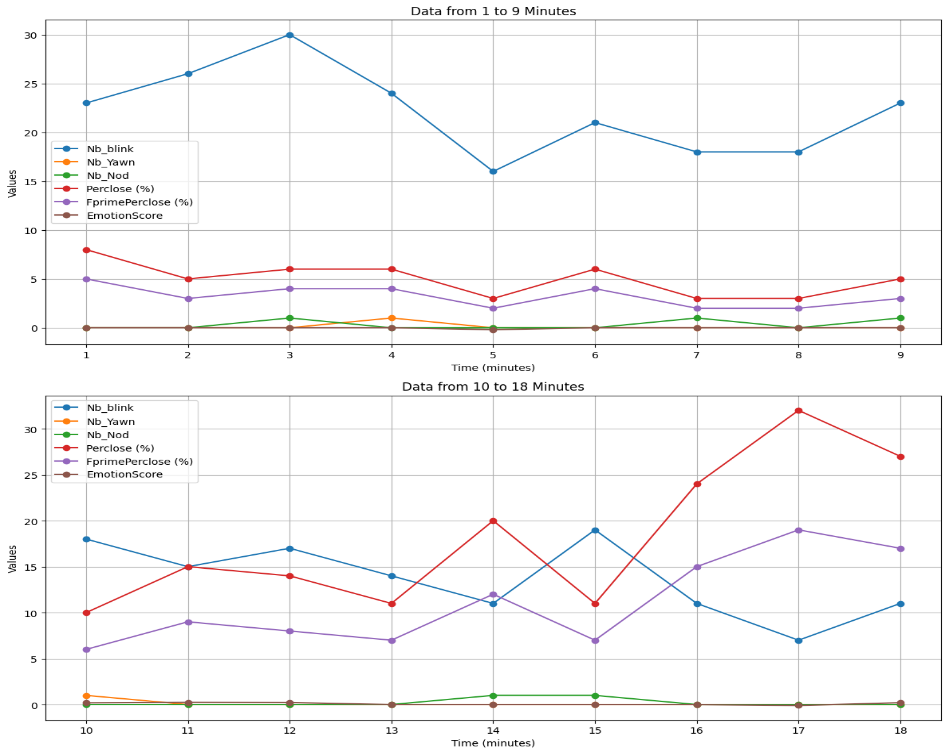 Data from 1 to 9 Minutes
30
25
20
15
10
5
0
Values
Nb_blink
Nb_Yawn
Nb_Nod
Perclose (%)
FprimePerclose (%)
EmotionScore
1 2 3 4 5 6 7 8 9
Time (minutes)
Data from 10 to 18 Minutes
30
25
20
15
10
5
0
Values
Nb_blink
Nb_Yawn
Nb_Nod
Perclose (%)
FprimePerclose (%)
EmotionScore
10 11 12 13 14 15 16 17 18
Time (minutes)